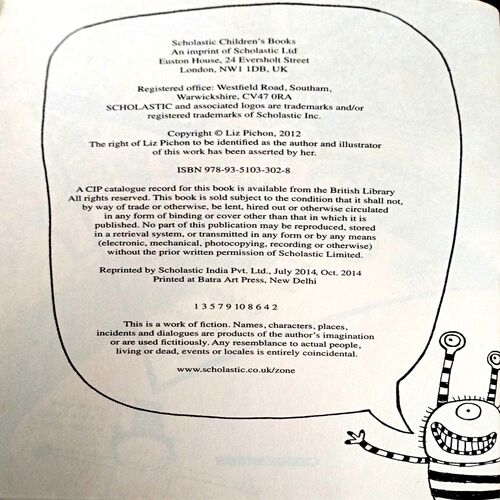 Scholastic Children's Books
An imprint of Scholastic Ltd
Euston House, 24 Eversholt Street
London, NW1 1DB, UK
Registered office: Westfield Road, Southam,
Warwickshire, CV47 0RA
SCHOLASTIC and associated logos are trademarks and/or
registered trademarks of Scholastic Inc.
Copyright © Liz Pichon, 2012
The right of Liz Pichon to be identified as the author and illustrator
of this work has been asserted by her.
ISBN 978-93-5103-302-8
A CIP catalogue record for this book is available from the British Library
All rights reserved. This book is sold subject to the condition that it shall not,
by way of trade or otherwise, be lent, hired out or otherwise circulated
in any form of binding or cover other than that in which it is
published. No part of this publication may be reproduced, stored
in a retrieval system, or transmitted in any form or by any means
(electronic, mechanical, photocopying, recording or otherwise)
without the prior written permission of Scholastic Limited.
Reprinted by Scholastic India Pvt. Ltd., July 2014, Oct. 2014
Printed at Batra Art Press, New Delhi
1 3 5 7 9 10 8 6 4 2
This is a work of fiction. Names, characters, places,
incidents and dialogues are products of the author's imagination
or are used fictitiously. Any resemblance to actual people,
living or dead, events or locales is entirely coincidental.
www.scholastic.co.uk/zone